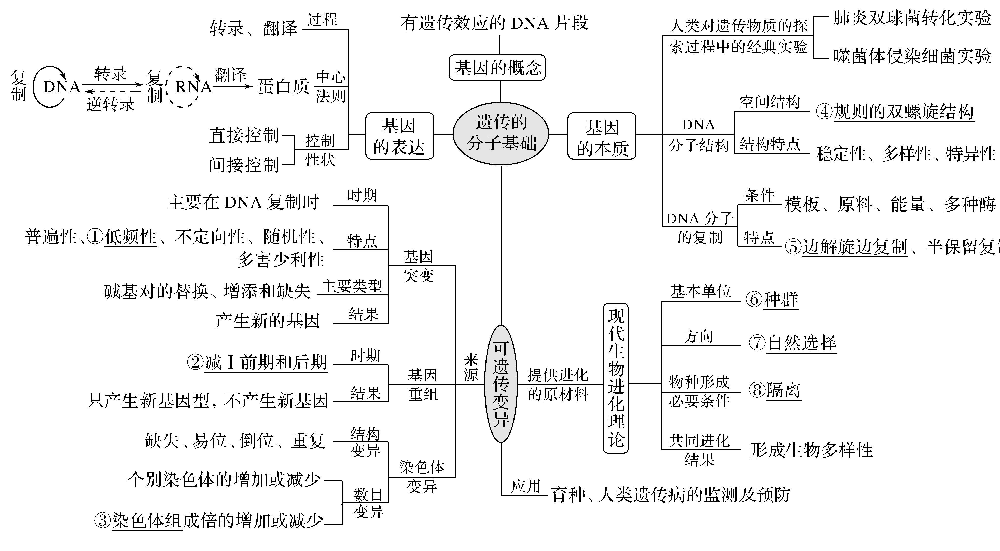 有遗传效应的 DNA 片段
基因的概念
遗传的
分子基础
基因
的表达
过程
转录、翻译
中心
法则
复制
DNA
转录
逆转录
复制
RNA
翻译
蛋白质
控制
性状
直接控制
间接控制
基因
的本质
人类对遗传物质的探
索过程中的经典实验
肺炎双球菌转化实验
噬菌体侵染细菌实验
DNA
分子结构
空间结构
④规则的双螺旋结构
结构特点
稳定性、多样性、特异性
DNA 分子
的复制
条件
模板、原料、能量、多种酶
特点
⑤边解旋边复制、半保留复制
可遗传变异
来源
基因
突变
时期
主要在 DNA 复制时
特点
普遍性、①低频性、不定向性、随机性、
多害少利性
主要类型
碱基对的替换、增添和缺失
结果
产生新的基因
基因
重组
时期
②减Ⅰ前期和后期
结果
只产生新基因型，不产生新基因
染色体
变异
结构
变异
缺失、易位、倒位、重复
数目
变异
个别染色体的增加或减少
③染色体组成倍的增加或减少
提供进化
的原材料
现代生物进化理论
基本单位
⑥种群
方向
⑦自然选择
物种形成
必要条件
⑧隔离
共同进化
结果
形成生物多样性
应用
育种、人类遗传病的监测及预防